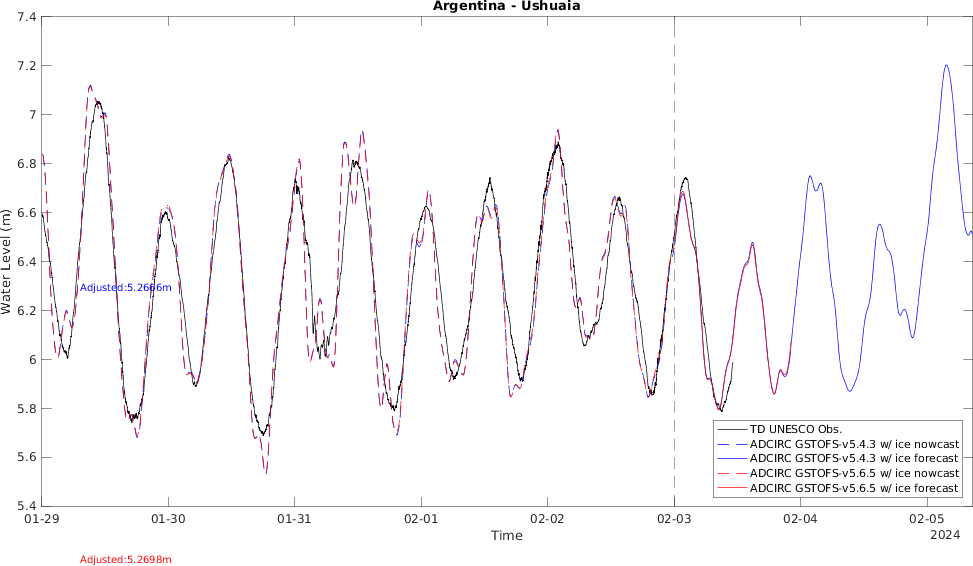 Argentina - Ushuaia
7.4
7.2
7
6.8
6.6
6.4
6.2
6
5.8
5.6
5.4
Water Level (m)
Adjusted:5.2666m
TD UNESCO Obs.
ADCIRC GSTOFS-v5.4.3 w/ ice nowcast
ADCIRC GSTOFS-v5.4.3 w/ ice forecast
ADCIRC GSTOFS-v5.6.5 w/ ice nowcast
ADCIRC GSTOFS-v5.6.5 w/ ice forecast
01-29 01-30 01-31 02-01 02-02 02-03 02-04 02-05
Time
2024
Adjusted:5.2698m